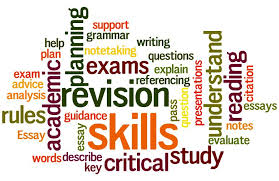 support
help grammar writing
plan notetaking questions
planning
exams explain
referencing
academic
exam
advice
analysis
revision
pass
question
presentations
understand
reading
citation
essays
rules guidance
Essay
essay
skills
notes
evaluate
words describe
key critical study